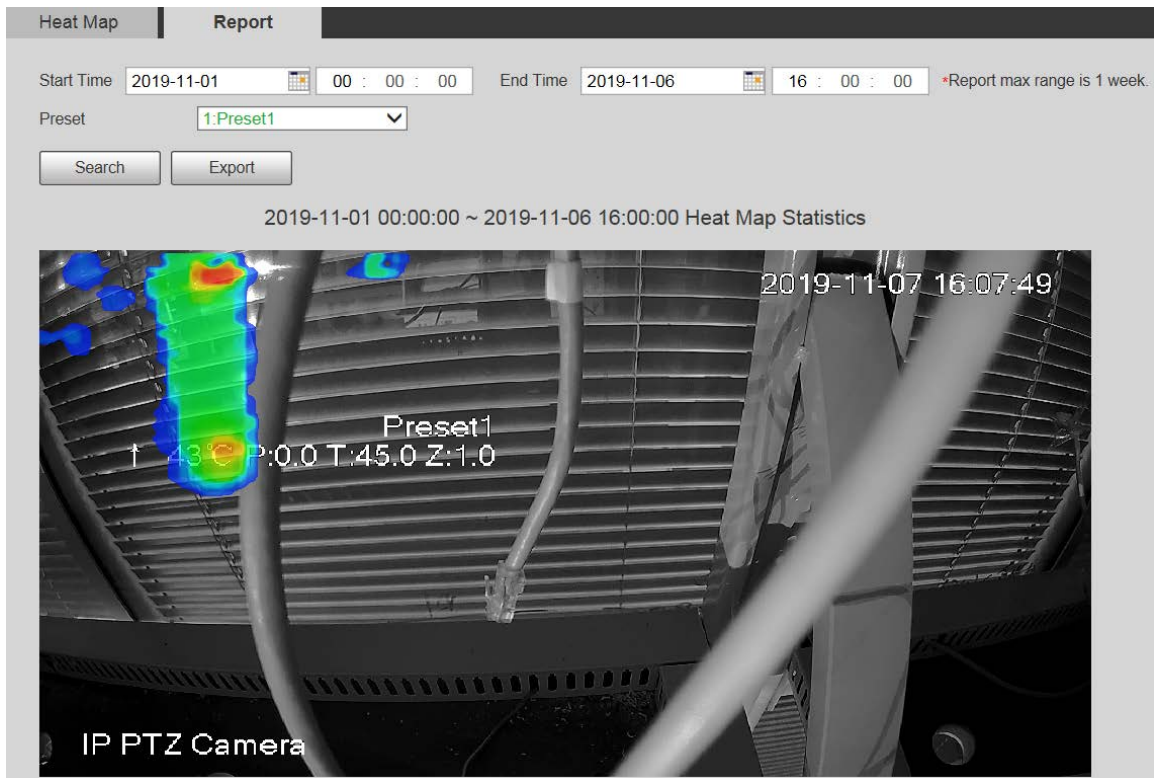 Heat Map Report
Start Time 2019-11-01 00 : 00 : 00 End Time 2019-11-06 16 : 00 : 00 *Report max range is 1 week.
Preset 1:Preset1
Search Export
2019-11-01 00:00:00 ~ 2019-11-06 16:00:00 Heat Map Statistics
2019-11-07 16:07:49
Preset1
↑ 43°C P:0.0 T:45.0 Z:1.0
IP PTZ Camera